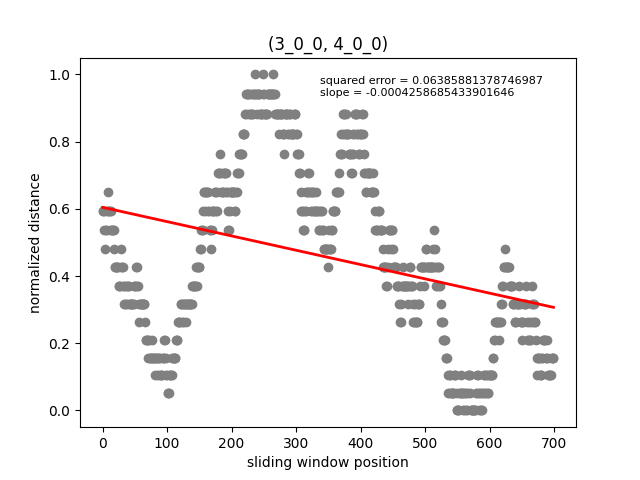 (3_0_0, 4_0_0)
squared error = 0.06385881378746987
slope = -0.0004258685433901646
normalized distance
1.0
0.8
0.6
0.4
0.2
0.0
0 100 200 300 400 500 600 700
sliding window position